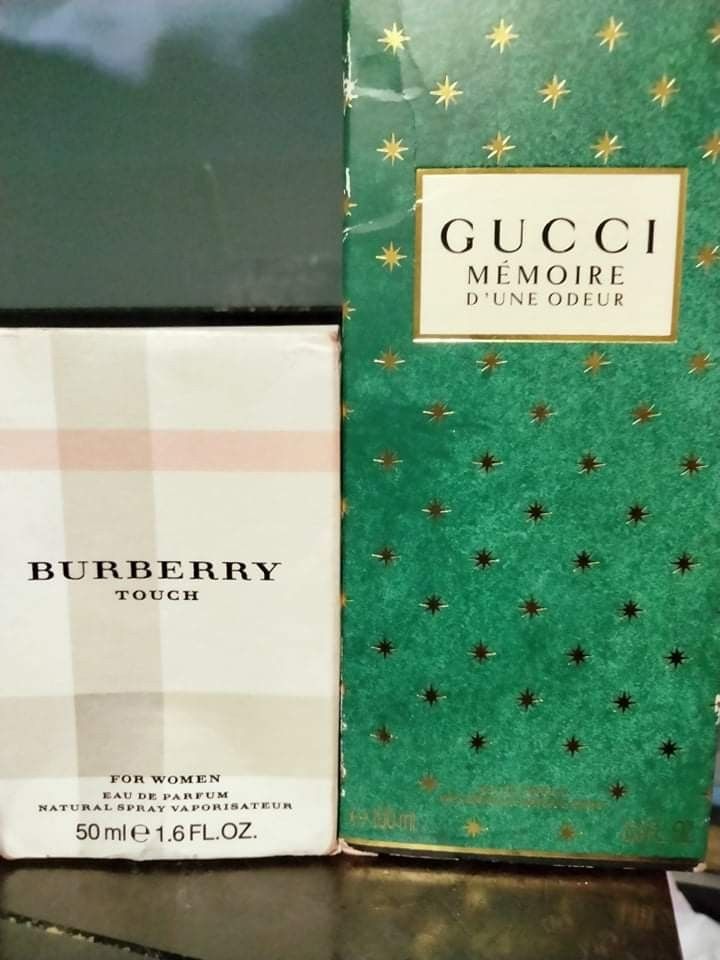 GUCCI
MÉMOIRE
D'UNE ODEUR
BURBERRY
TOUCH
FOR WOMEN
EAU DE PARFUM
NATURAL SPRAY VAPORISATEUR
50 ml e 1.6 FL.OZ.